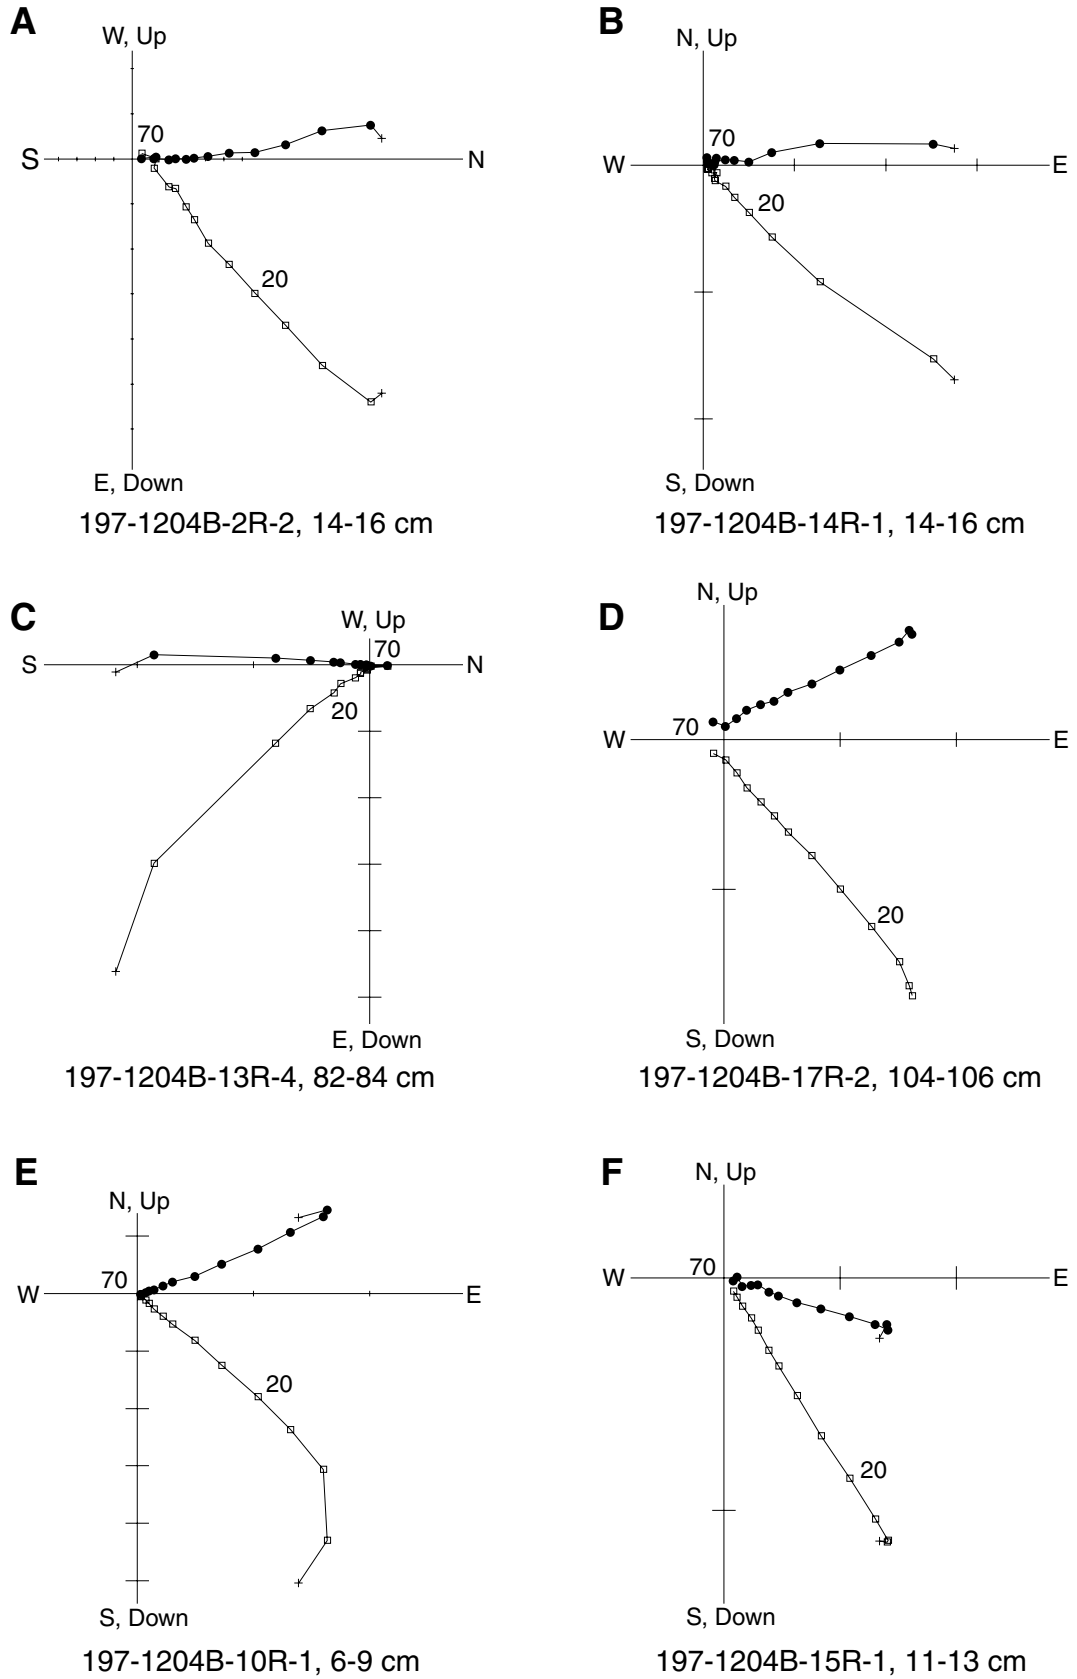 A
W, Up
70
S
N
20
E, Down
197-1204B-2R-2, 14-16 cm
B
N, Up
70
W
E
20
S, Down
197-1204B-14R-1, 14-16 cm
C
W, Up
70
S
N
20
E, Down
197-1204B-13R-4, 82-84 cm
D
N, Up
70
W
E
20
S, Down
197-1204B-17R-2, 104-106 cm
E
N, Up
70
W
E
20
S, Down
197-1204B-10R-1, 6-9 cm
F
N, Up
70
W
E
20
S, Down
197-1204B-15R-1, 11-13 cm